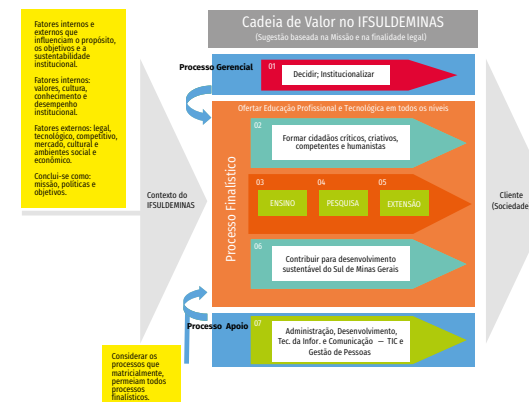 Fatores internos e
externos que
influenciam o propósito,
os objetivos e a
sustentabilidade
institucional.
Fatores internos:
valores, cultura,
conhecimento e
desempenho
institucional.
Fatores externos: legal,
tecnológico, competitivo,
mercado, cultural e
ambientes social e
econômico.
Conclui-se como:
missão, políticas e
objetivos.
Cadeia de Valor no IFSULDEMINAS
(Sugestão baseada na Missão e na finalidade legal)
Processo Gerencial
01
Decidir; Institucionalizar
Ofertar Educação Profissional e Tecnológica em todos os níveis
Processo Finalístico
02
Formar cidadãos críticos, criativos,
competentes e humanistas
03
04
05
ENSINO
PESQUISA
EXTENSÃO
06
Contribuir para desenvolvimento
sustentável do Sul de Minas Gerais
Contexto do
IFSULDEMINAS
Cliente
(Sociedade
Processo Apoio
07
Administração, Desenvolvimento,
Tec. da Infor. e Comunicação — TIC e
Gestão de Pessoas
Considerar os
processos que
matricialmente,
permeiam todos
processos
finalísticos.